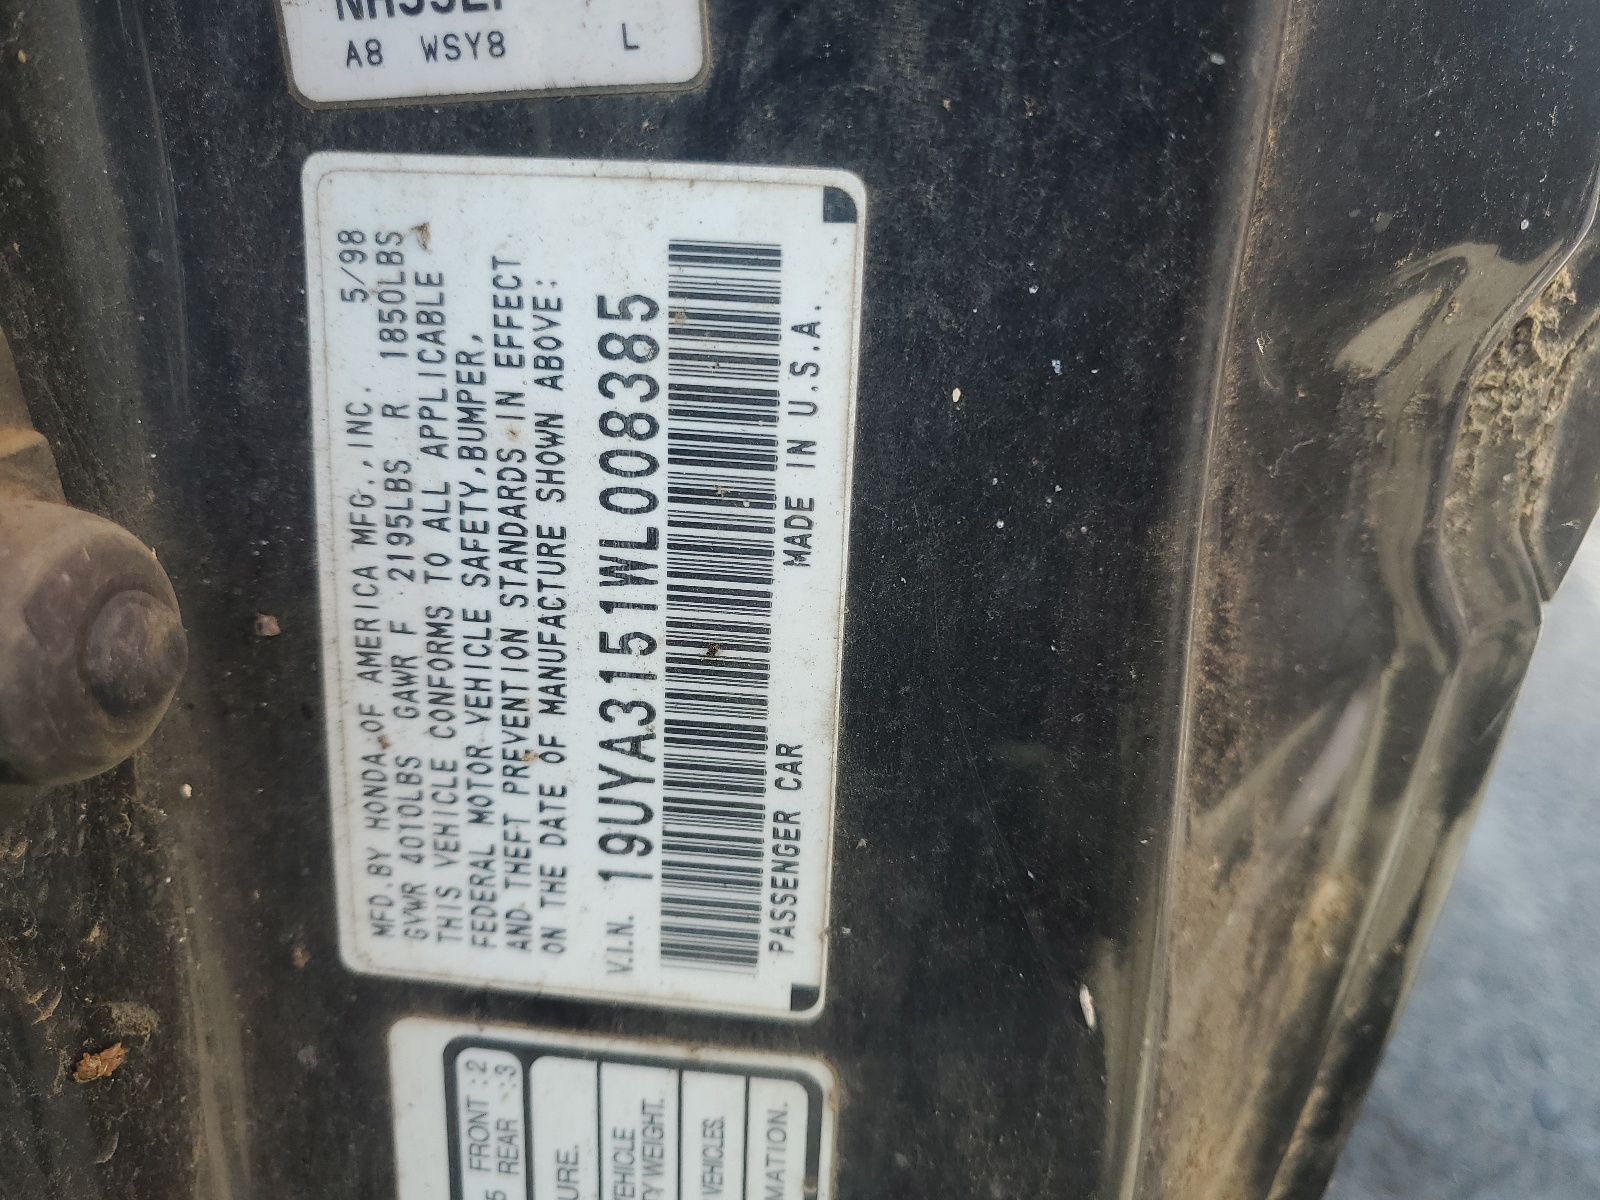 A8 WSY8 L
MFD. BY HONDA OF AMERICA MFG., INC. 5/98
GVWR 4010LBS GAWR F 2195LBS R 1850LBS
THIS VEHICLE CONFORMS TO ALL APPLICABLE
FEDERAL MOTOR VEHICLE SAFETY, BUMPER,
AND THEFT PREVENTION STANDARDS IN EFFECT
ON THE DATE OF MANUFACTURE SHOWN ABOVE:
V.I.N. 19UYA3151WL008385
PASSENGER CAR MADE IN U.S.A.
5 FRONT :2
REAR :3
VEHICLES.